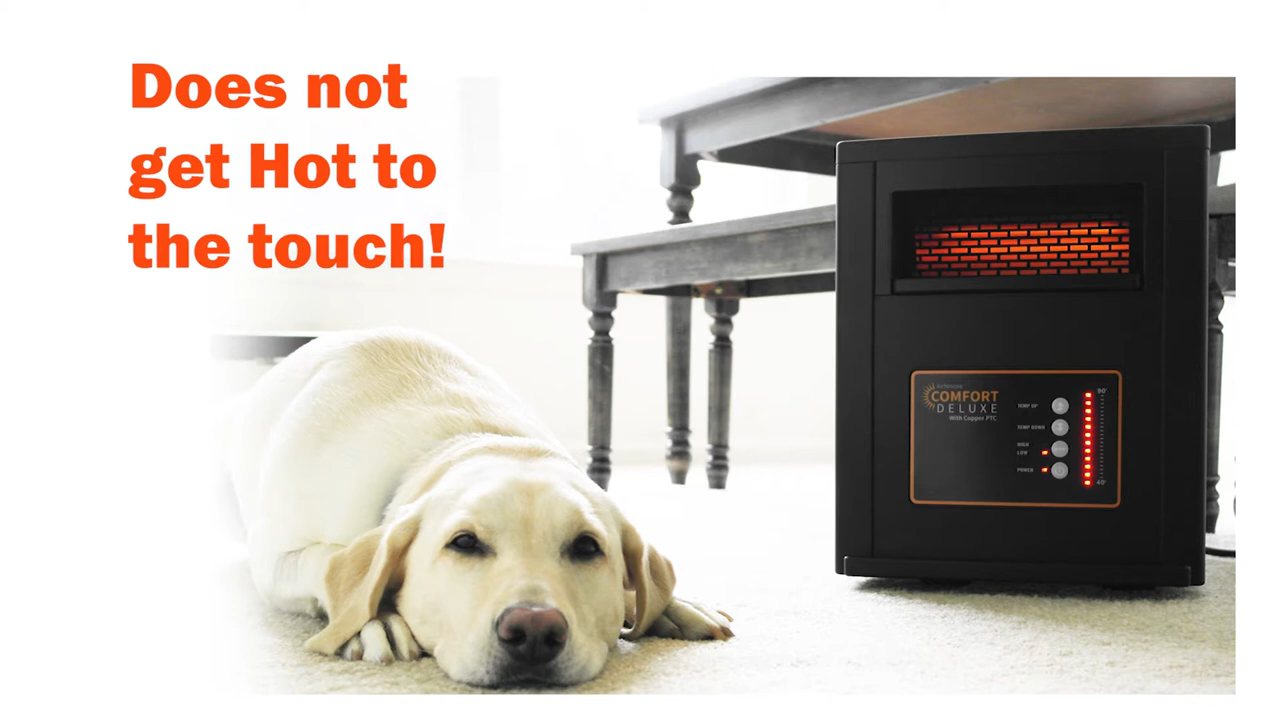 Does not
get Hot to
the touch!
AirNmore
COMFORT
DELUXE
With Copper PTC
TEMP UP
TEMP DOWN
HIGH
LOW
POWER
90°
40°